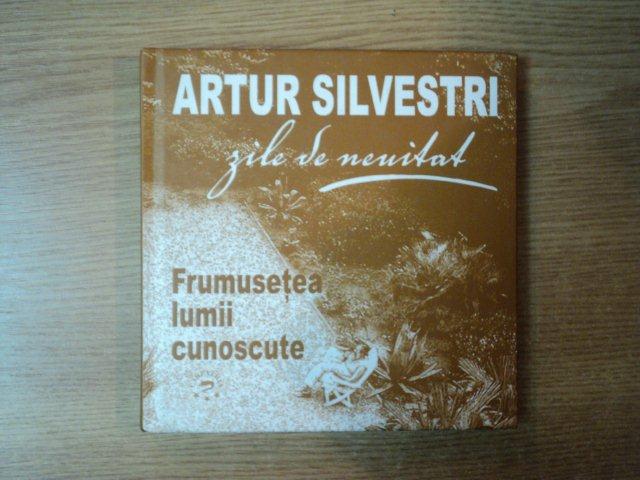 ARTUR SILVESTRI
zile de neuitat
Frumusețea
lumii
cunoscute